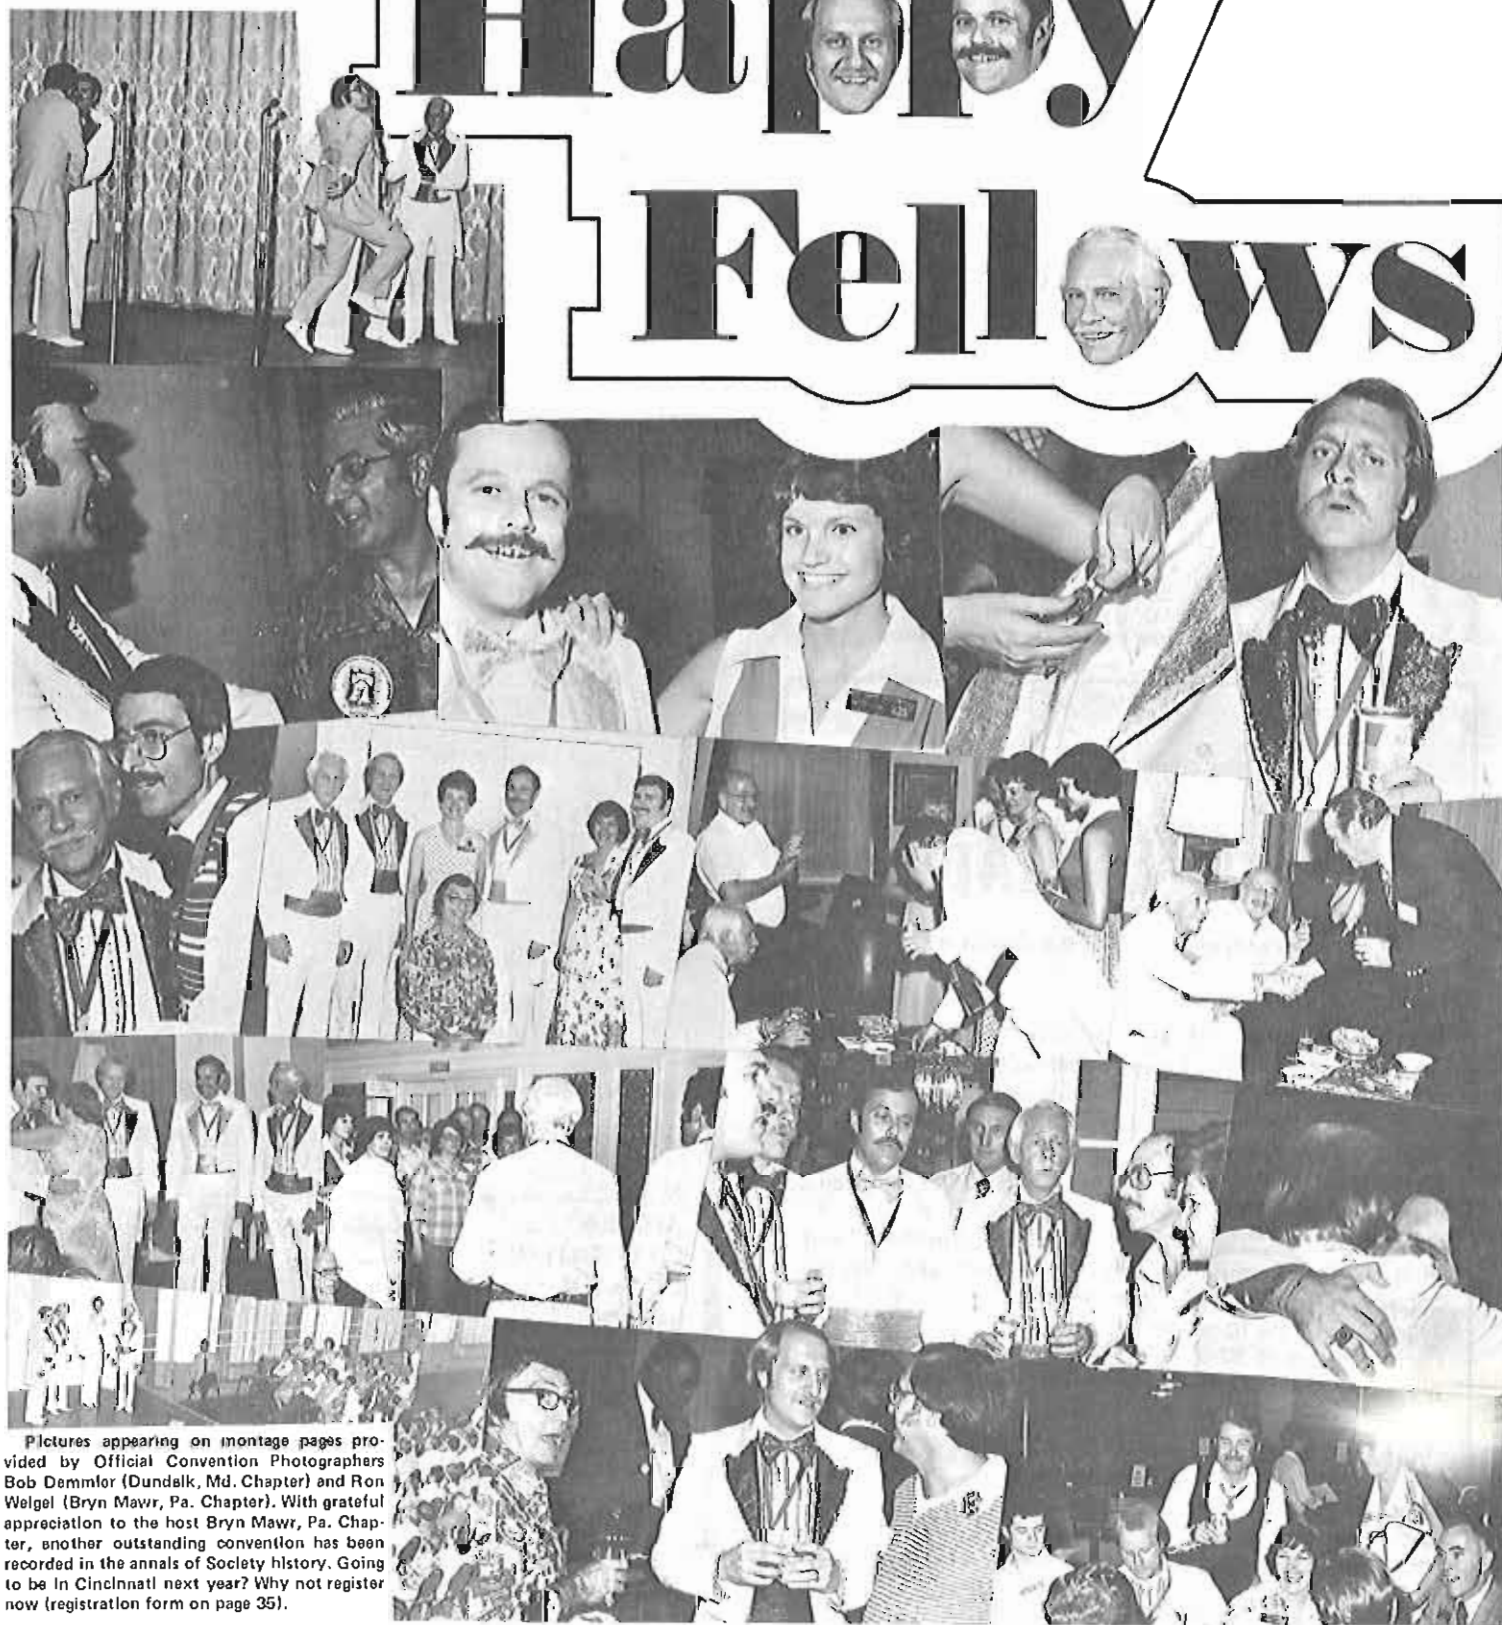 Happy
Fellows
Pictures appearing on montage pages pro-
vided by Official Convention Photographers
Bob Demmlor (Dundalk, Md. Chapter) and Ron
Welgel (Bryn Mawr, Pa. Chapter). With grateful
appreciation to the host Bryn Mawr, Pa. Chap-
ter, another outstanding convention has been
recorded in the annals of Society history. Going
to be in Cincinnati next year? Why not register
now (registration form on page 35).